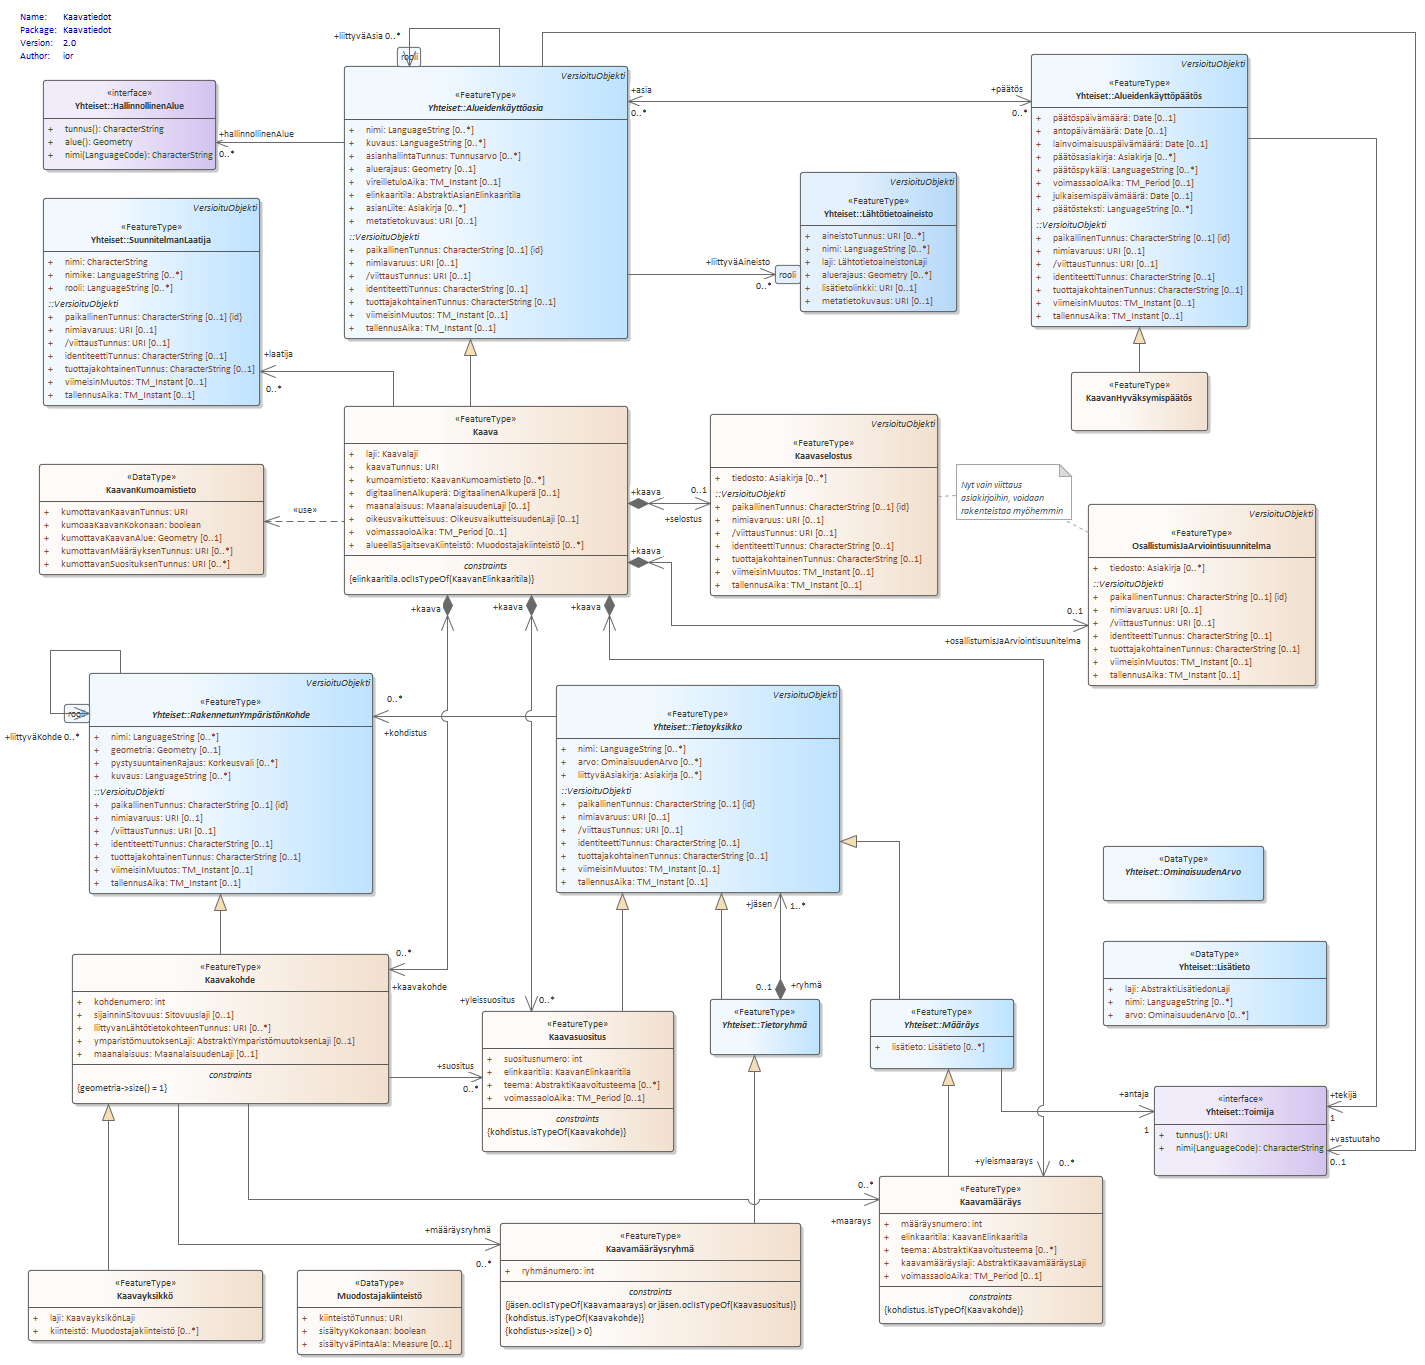 Name: Kaavatiedot
Package: Kaavatiedot
Version: 2.0
Author: ior
+liittyväAsia 0..*
rooli
«interface»
Yhteiset::HallinnollinenAlue
+ tunnus(): CharacterString
+ alue(): Geometry
+ nimi(LanguageCode): CharacterString
+hallinnollinenAlue
0..*
VersioituObjekti
«FeatureType»
Yhteiset::Alueidenkäyttöasia
+ nimi: LanguageString [0..*]
+ kuvaus: LanguageString [0..*]
+ asianhallintaTunnus: Tunnusarvo [0..*]
+ aluerajaus: Geometry [0..1]
+ vireilletuloAika: TM_Instant [0..1]
+ elinkaaritila: AbstraktiAsianElinkaaritila
+ asianLiite: Asiakirja [0..*]
+ metatietokuvaus: URI [0..1]
::VersioituObjekti
+ paikallinenTunnus: CharacterString [0..1] {id}
+ nimiavaruus: URI [0..1]
+ /viittausTunnus: URI [0..1]
+ identiteettiTunnus: CharacterString [0..1]
+ tuottajakohtainenTunnus: CharacterString [0..1]
+ viimeisinMuutos: TM_Instant [0..1]
+ tallennusAika: TM_Instant [0..1]
+asia
0..*
+päätös
0..*
VersioituObjekti
«FeatureType»
Yhteiset::Alueidenkäyttöpäätös
+ päätöspäivämäärä: Date [0..1]
+ antopäivämäärä: Date [0..1]
+ lainvoimaisuuspäivämäärä: Date [0..1]
+ päätösasiakirja: Asiakirja [0..*]
+ päätöspykälä: LanguageString [0..*]
+ voimassaoloAika: TM_Period [0..1]
+ julkaisemispäivämäärä: Date [0..1]
+ päätösteksti: LanguageString [0..*]
::VersioituObjekti
+ paikallinenTunnus: CharacterString [0..1] {id}
+ nimiavaruus: URI [0..1]
+ /viittausTunnus: URI [0..1]
+ identiteettiTunnus: CharacterString [0..1]
+ tuottajakohtainenTunnus: CharacterString [0..1]
+ viimeisinMuutos: TM_Instant [0..1]
+ tallennusAika: TM_Instant [0..1]
VersioituObjekti
«FeatureType»
Yhteiset::SuunnitelmanLaatija
+ nimi: CharacterString
+ nimike: LanguageString [0..*]
+ rooli: LanguageString [0..*]
::VersioituObjekti
+ paikallinenTunnus: CharacterString [0..1] {id}
+ nimiavaruus: URI [0..1]
+ /viittausTunnus: URI [0..1]
+ identiteettiTunnus: CharacterString [0..1]
+ tuottajakohtainenTunnus: CharacterString [0..1]
+ viimeisinMuutos: TM_Instant [0..1]
+ tallennusAika: TM_Instant [0..1]
+laatija
0..*
VersioituObjekti
«FeatureType»
Yhteiset::Lähtötietoaineisto
+ aineistoTunnus: URI [0..*]
+ nimi: LanguageString [0..*]
+ laji: LähtotietoaineistonLaji
+ aluerajaus: Geometry [0..*]
+ lisätietolinkki: URI [0..1]
+ metatietokuvaus: URI [0..1]
+liittyväAineisto
rooli
0..*
«FeatureType»
KaavanHyväksymispäätös
«FeatureType»
Kaava
+ laji: Kaavalaji
+ kaavaTunnus: URI
+ kumoamistieto: KaavanKumoamistieto [0..*]
+ digitaalinenAlkuperä: DigitaalinenAlkuperä [0..1]
+ maanalaisuus: MaanalaisuudenLaji [0..1]
+ oikeusvaikutteisuus: OikeusvaikutteisuudenLaji [0..1]
+ voimassaoloAika: TM_Period [0..1]
+ alueellaSijaitsevaKiinteistö: Muodostajakiinteistö [0..*]
constraints
{elinkaaritila.oclIsTypeOf(KaavanElinkaaritila)}
VersioituObjekti
«FeatureType»
Kaavaselostus
+ tiedosto: Asiakirja [0..*]
::VersioituObjekti
+ paikallinenTunnus: CharacterString [0..1] {id}
+ nimiavaruus: URI [0..1]
+ /viittausTunnus: URI [0..1]
+ identiteettiTunnus: CharacterString [0..1]
+ tuottajakohtainenTunnus: CharacterString [0..1]
+ viimeisinMuutos: TM_Instant [0..1]
+ tallennusAika: TM_Instant [0..1]
+kaava
0..1
+selostus
Nyt vain viittaus
asiakirjoihin, voidaan
rakenteistaa myöhemmin
«DataType»
KaavanKumoamistieto
+ kumottavanKaavanTunnus: URI
+ kumoaaKaavanKokonaan: boolean
+ kumottavaKaavanAlue: Geometry [0..1]
+ kumottavanMääräyksenTunnus: URI [0..*]
+ kumottavanSuosituksenTunnus: URI [0..*]
«use»
VersioituObjekti
«FeatureType»
OsallistumisJaArviointisuunnitelma
+ tiedosto: Asiakirja [0..*]
::VersioituObjekti
+ paikallinenTunnus: CharacterString [0..1] {id}
+ nimiavaruus: URI [0..1]
+ /viittausTunnus: URI [0..1]
+ identiteettiTunnus: CharacterString [0..1]
+ tuottajakohtainenTunnus: CharacterString [0..1]
+ viimeisinMuutos: TM_Instant [0..1]
+ tallennusAika: TM_Instant [0..1]
+kaava
0..1
+osallistumisJaArviointisuunitelma
+kaava
+kaava
+kaava
VersioituObjekti
«FeatureType»
Yhteiset::RakennetunYmpäristönKohde
+ nimi: LanguageString [0..*]
+ geometria: Geometry [0..1]
+ pystysuuntainenRajaus: Korkeusvali [0..*]
+ kuvaus: LanguageString [0..*]
::VersioituObjekti
+ paikallinenTunnus: CharacterString [0..1] {id}
+ nimiavaruus: URI [0..1]
+ /viittausTunnus: URI [0..1]
+ identiteettiTunnus: CharacterString [0..1]
+ tuottajakohtainenTunnus: CharacterString [0..1]
+ viimeisinMuutos: TM_Instant [0..1]
+ tallennusAika: TM_Instant [0..1]
rooli
+liittyväKohde 0..*
0..*
+kohdistus
VersioituObjekti
«FeatureType»
Yhteiset::Tietoyksikko
+ nimi: LanguageString [0..*]
+ arvo: OminaisuudenArvo [0..*]
+ liittyväAsiakirja: Asiakirja [0..*]
::VersioituObjekti
+ paikallinenTunnus: CharacterString [0..1] {id}
+ nimiavaruus: URI [0..1]
+ /viittausTunnus: URI [0..1]
+ identiteettiTunnus: CharacterString [0..1]
+ tuottajakohtainenTunnus: CharacterString [0..1]
+ viimeisinMuutos: TM_Instant [0..1]
+ tallennusAika: TM_Instant [0..1]
«DataType»
Yhteiset::OminaisuudenArvo
+jäsen
1..*
0..1
+ryhmä
«DataType»
Yhteiset::Lisätieto
+ laji: AbstraktiLisätiedonLaji
+ nimi: LanguageString [0..*]
+ arvo: OminaisuudenArvo [0..*]
«FeatureType»
Kaavakohde
+ kohdenumero: int
+ sijainninSitovuus: Sitovuuslaji [0..1]
+ liittyvanLähtötietokohteenTunnus: URI [0..*]
+ ymparistömuutoksenLaji: AbstraktiYmparistömuutoksenLaji [0..1]
+ maanalaisuus: MaanalaisuudenLaji [0..1]
constraints
{geometria->size() = 1}
0..*
+kaavakohde
+yleissuositus
0..*
«FeatureType»
Kaavasuositus
+ suositusnumero: int
+ elinkaaritila: KaavanElinkaaritila
+ teema: AbstraktiKaavoitusteema [0..*]
+ voimassaoloAika: TM_Period [0..1]
constraints
{kohdistus.isTypeOf(Kaavakohde)}
+suositus
0..*
«FeatureType»
Yhteiset::Tietoryhmä
«FeatureType»
Yhteiset::Määräys
+ lisätieto: Lisätieto [0..*]
+antaja
1
«interface»
Yhteiset::Toimija
+ tunnus(): URI
+ nimi(LanguageCode): CharacterString
+tekijä
1
+vastuutaho
0..1
+yleismaarays
0..*
«FeatureType»
Kaavamääräys
+ määräysnumero: int
+ elinkaaritila: KaavanElinkaaritila
+ teema: AbstraktiKaavoitusteema [0..*]
+ kaavamääräyslaji: AbstraktiKaavamääräysLaji
+ voimassaoloAika: TM_Period [0..1]
constraints
{kohdistus.isTypeOf(Kaavakohde)}
0..*
+maarays
+määräysryhmä
0..*
«FeatureType»
Kaavamääräysryhmä
+ ryhmänumero: int
constraints
{jäsen.oclIsTypeOf(Kaavamaarays) or jäsen.oclIsTypeOf(Kaavasuositus)}
{kohdistus.isTypeOf(Kaavakohde)}
{kohdistus->size() > 0}
«FeatureType»
Kaavayksikkö
+ laji: KaavayksikönLaji
+ kiinteistö: Muodostajakiinteistö [0..*]
«DataType»
Muodostajakiinteistö
+ kiinteistöTunnus: URI
+ sisältyyKokonaan: boolean
+ sisältyväPintaAla: Measure [0..1]